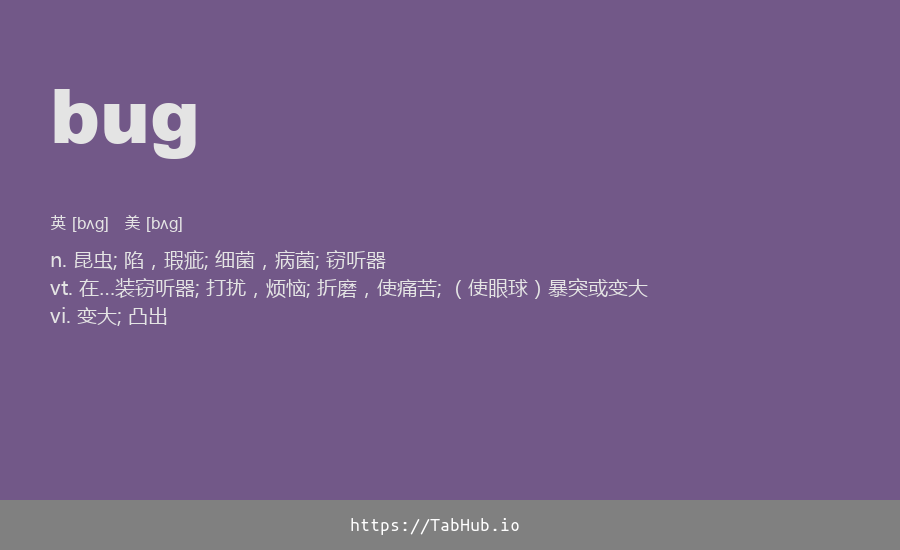 bug
英 [bʌg] 美 [bʌg]
n. 昆虫; 陷，瑕疵; 细菌，病菌; 窃听器
vt. 在...装窃听器; 打扰，烦恼; 折磨，使痛苦; （使眼球）暴突或变大
vi. 变大; 凸出
https://TabHub.io